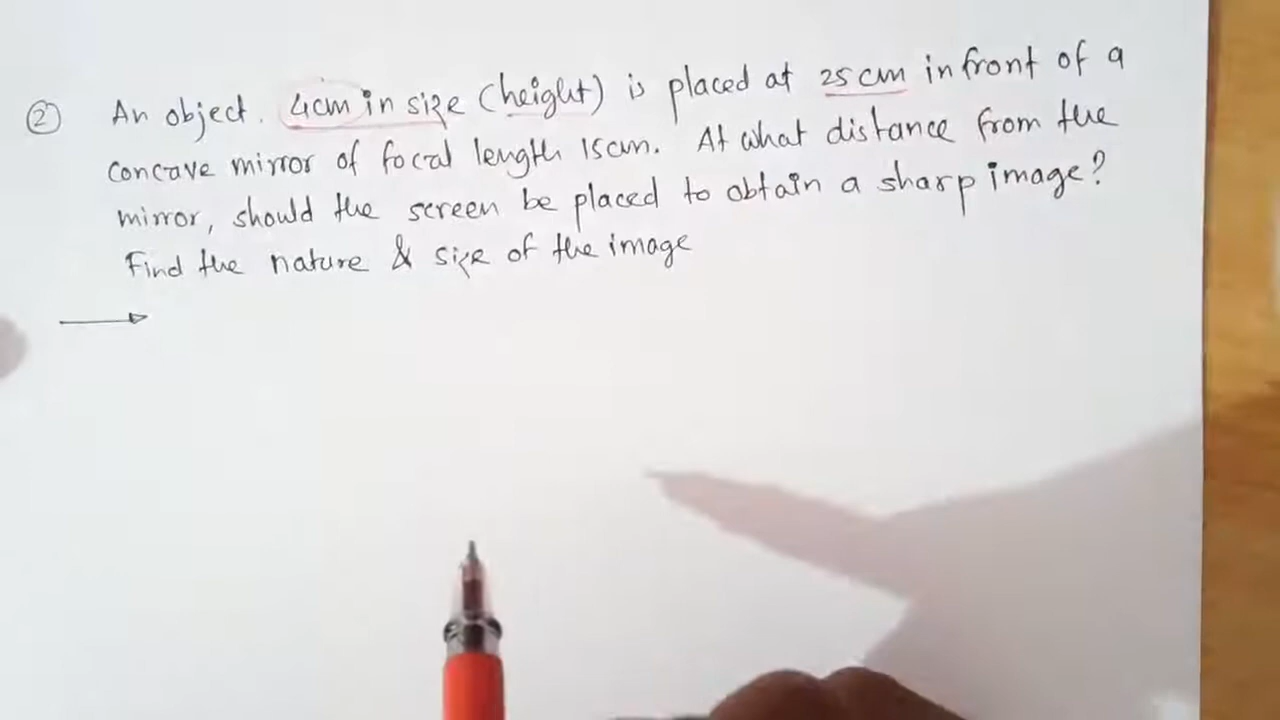 ② An object. 4cm in size (height) is placed at 25 cm in front of a
concave mirror of focal length 15cm. At what distance from the
mirror, should the screen be placed to obtain a sharp image?
Find the nature & size of the image